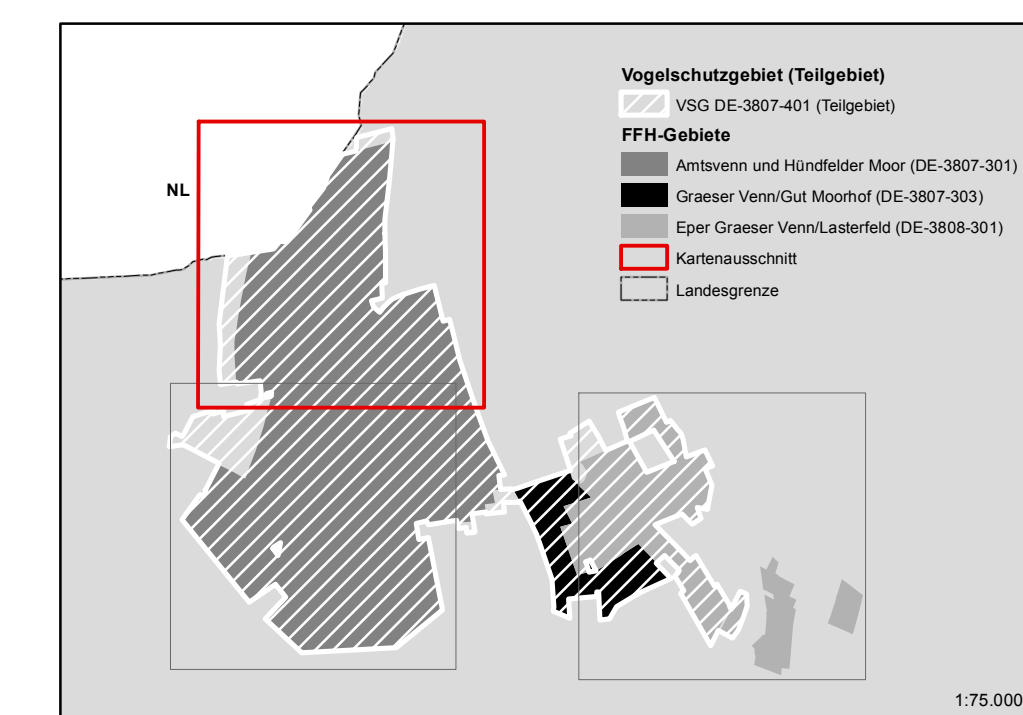 Vogelschutzgebiet (Teilgebiet)
VSG DE-3807-401 (Teilgebiet)
FFH-Gebiete
Amtsvenn und Hündfelder Moor (DE-3807-301)
Graeser Venn/Gut Moorhof (DE-3807-303)
Eper Graeser Venn/Lasterfeld (DE-3808-301)
Kartenausschnitt
Landesgrenze
NL
1:75.000